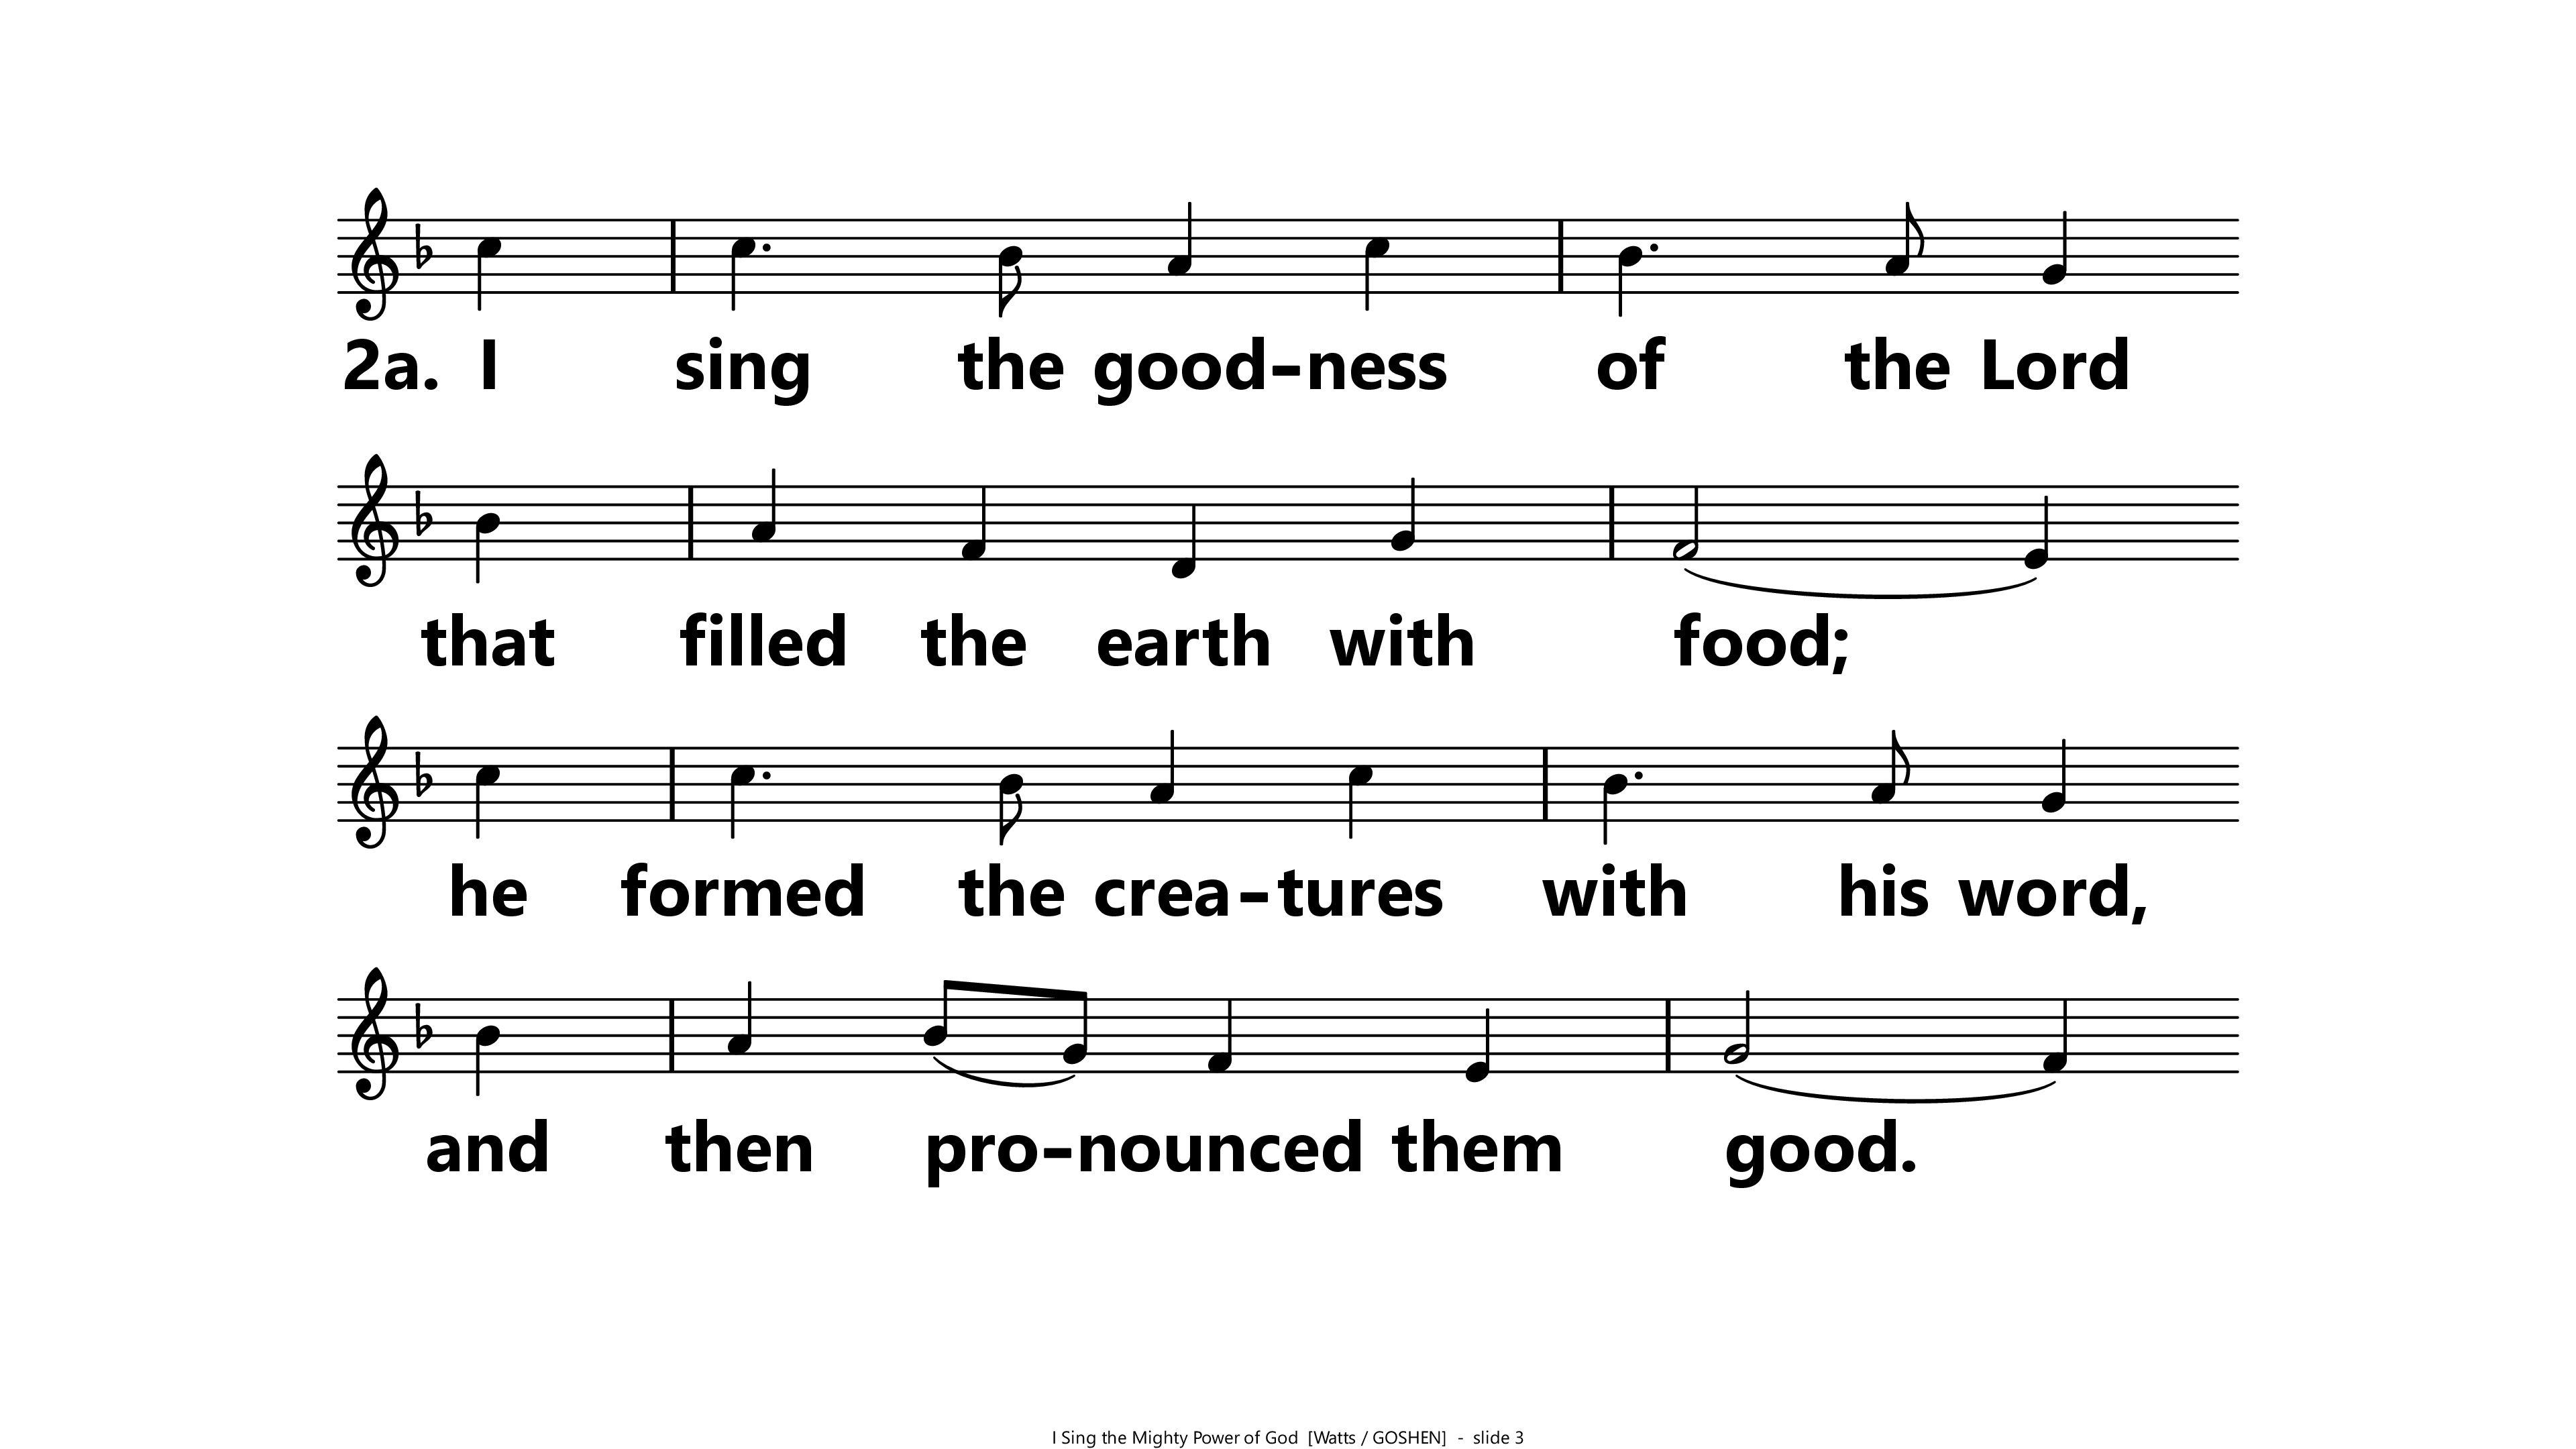 2a. I sing the good-ness of the Lord
that filled the earth with food;
he formed the crea-tures with his word,
and then pro-nounced them good.
I Sing the Mighty Power of God [Watts / GOSHEN] - slide 3